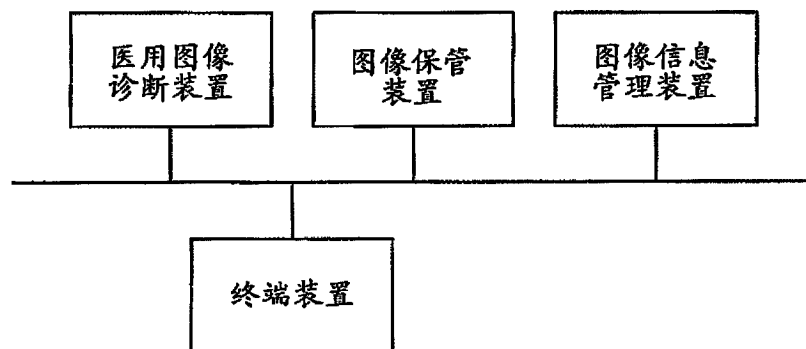 医用图像
诊断装置
图像保管
装置
图像信息
管理装置
终端装置